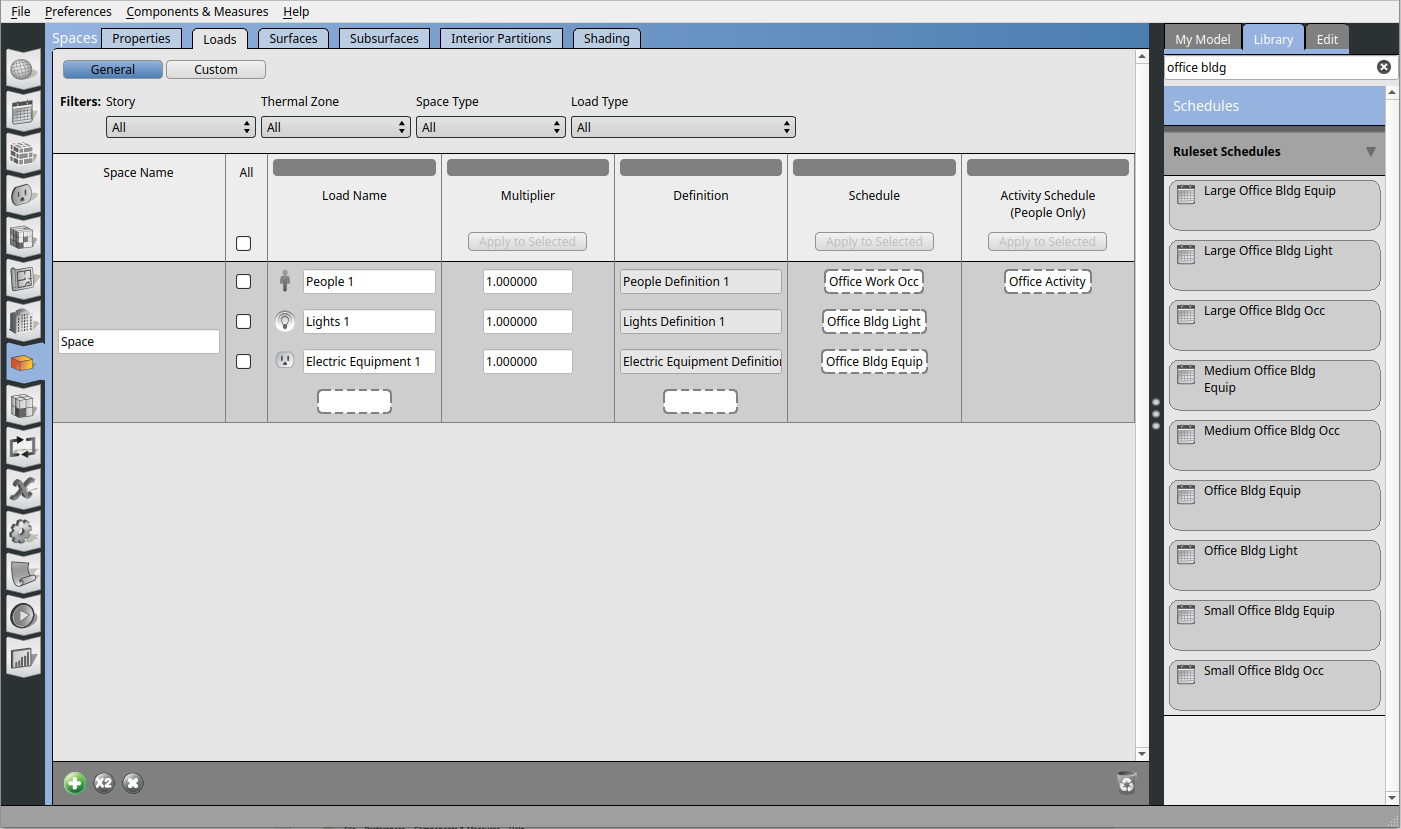 File Preferences Components & Measures Help
Spaces Properties Loads Surfaces Subsurfaces Interior Partitions Shading
My Model Library Edit
General Custom
office bldg
Filters: Story Thermal Zone Space Type Load Type
All All All All
Schedules
Ruleset Schedules
Space Name All Load Name Multiplier Definition Schedule Activity Schedule
(People Only)
Apply to Selected Apply to Selected Apply to Selected
Space
People 1 1.000000 People Definition 1 Office Work Occ Office Activity
Lights 1 1.000000 Lights Definition 1 Office Bldg Light
Electric Equipment 1 1.000000 Electric Equipment Definition Office Bldg Equip
Large Office Bldg Equip
Large Office Bldg Light
Large Office Bldg Occ
Medium Office Bldg
Equip
Medium Office Bldg Occ
Office Bldg Equip
Office Bldg Light
Small Office Bldg Equip
Small Office Bldg Occ
X2